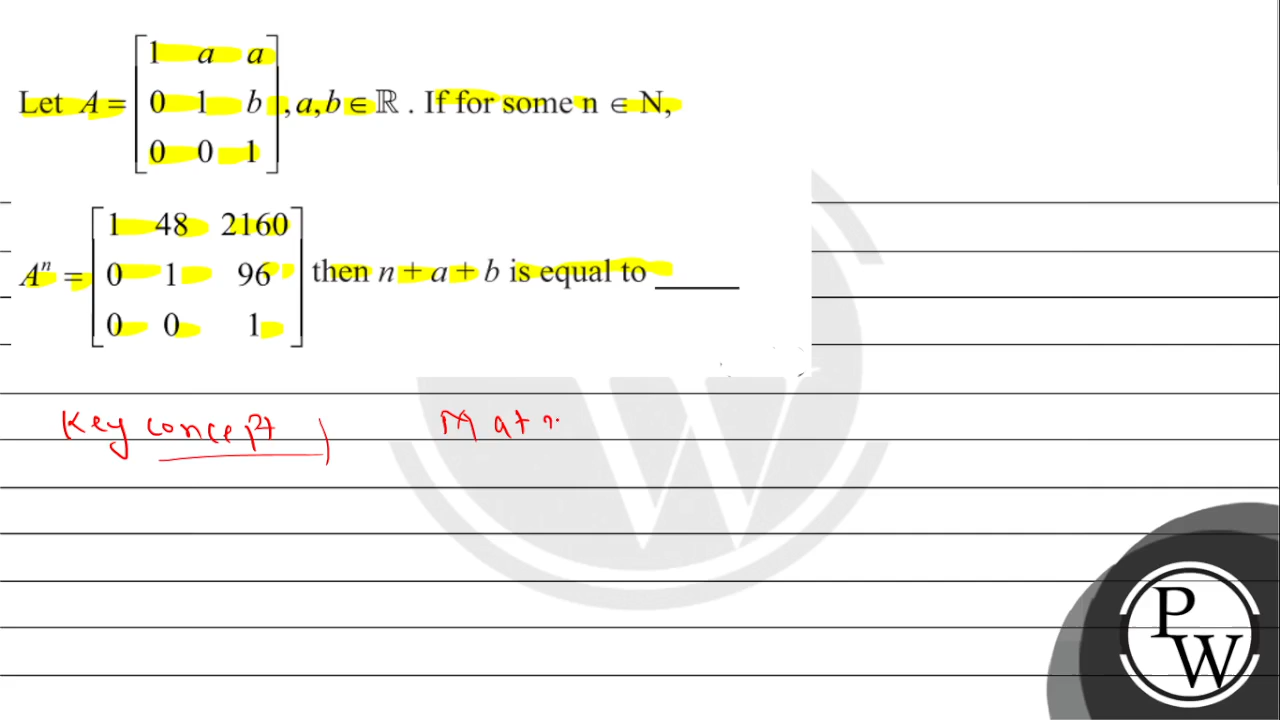 Let A = [1 a a; 0 1 b; 0 0 1], a, b ∈ ℝ . If for some n ∈ N,
Aⁿ = [1 48 2160; 0 1 96; 0 0 1] then n + a + b is equal to ______
Key concept
PW